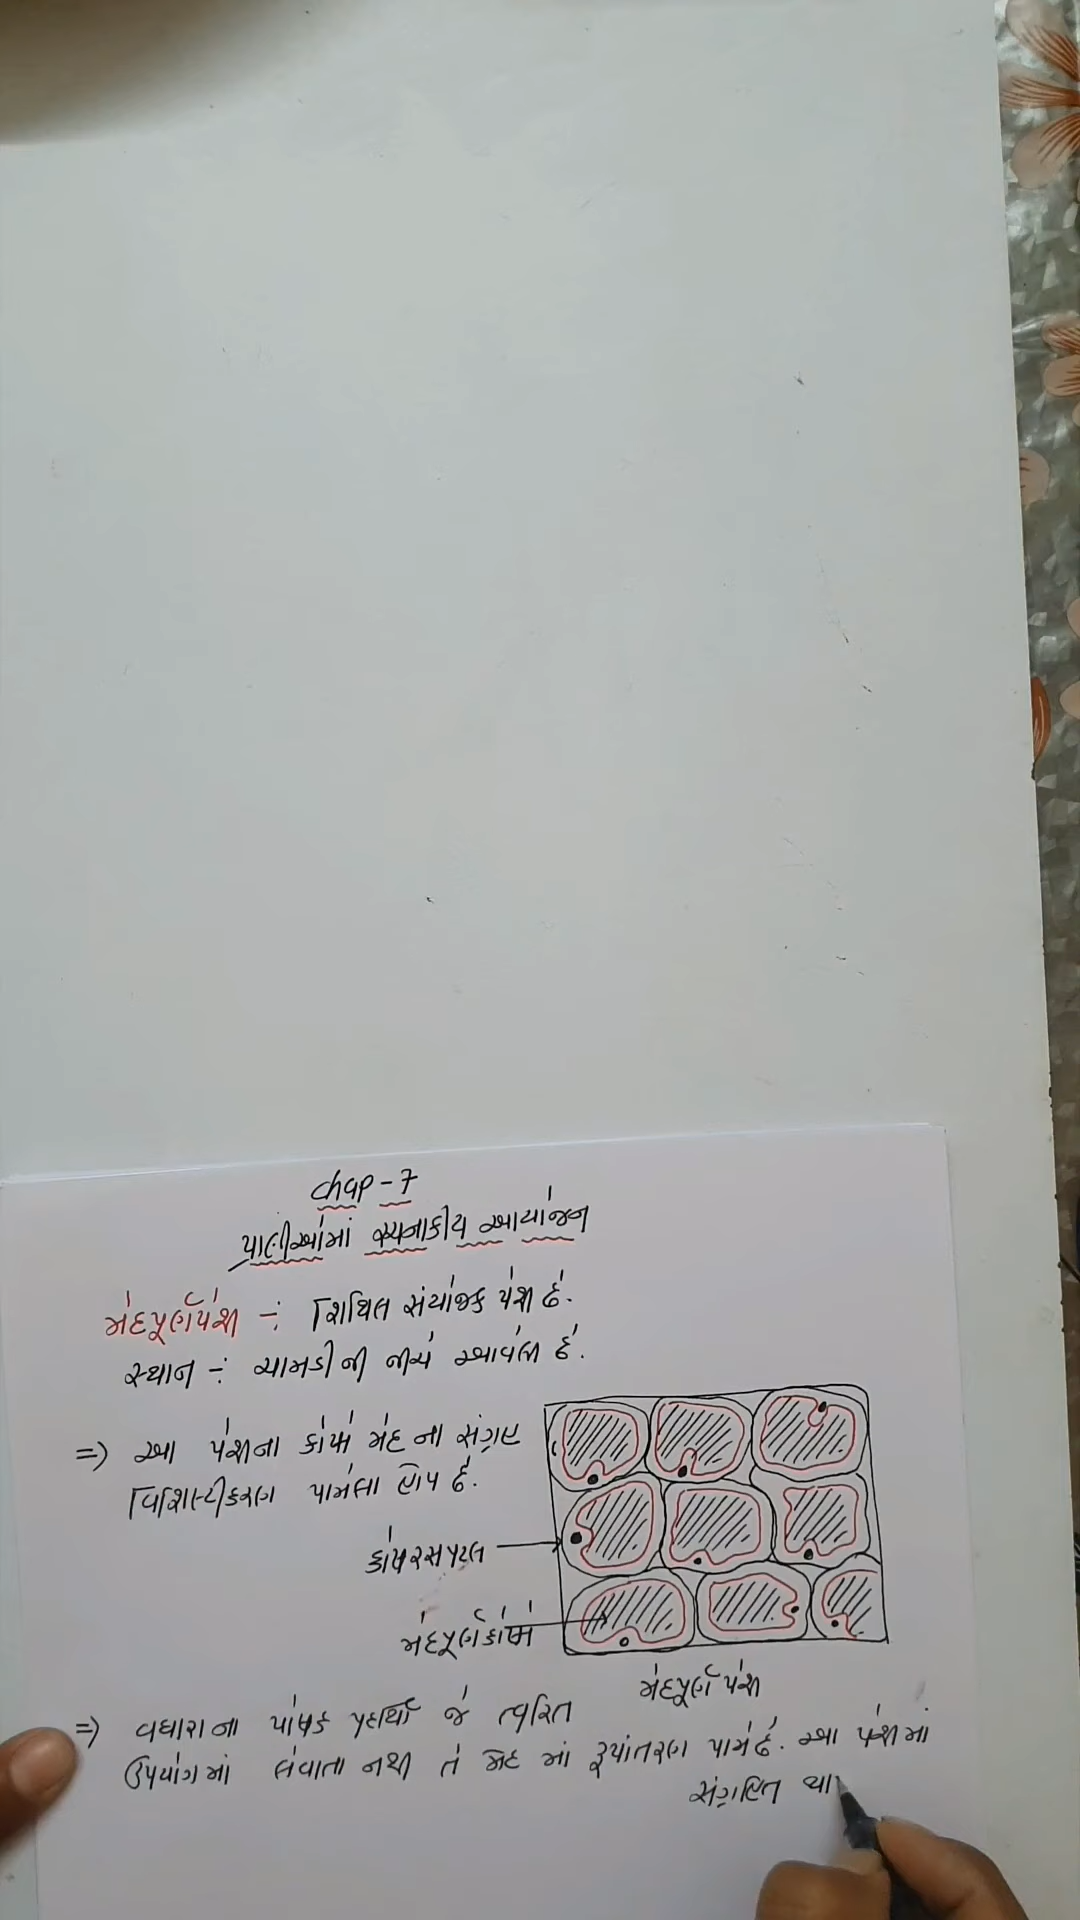 chap-7
પ્રાણીઓમાં રચનાકીય આયોજન
મેદપૂર્ણપેશી ÷ શિથિલ સંયોજક પેશી છે.
સ્થાન ÷ ચામડીની નીચે આવેલી છે.
=> આ પેશીના કોષો મેદ ના સંગ્રહ
વિશિષ્ટીકરણ પામેલા હોય છે.
કોષરસપટલ
મેદપૂર્ણકોષો
મેદપૂર્ણ પેશી
=> વધારાના પોષક પદાર્થો જે ત્વરિત
ઉપયોગમાં લેવાતા નથી તે મેદ માં રૂપાંતરણ પામેછે. આ પેશીમાં
સંગ્રહિત થા